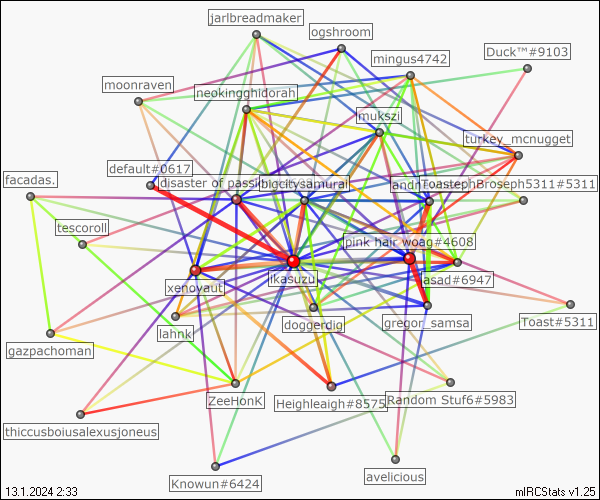 jarlbreadmaker
ogshroom
mingus4742
Duck™#9103
moonraven
neokingghidorah
mukszi
turkey_mcnugget
default#0617
disaster of passi
bigcitysamurai
facadas.
Broseph5311#5311
tescoroll
pink hair woag#4608
ikasuzu
asad#6947
xenovaut
lahnk
doggerdig
gregor_samsa
Toast#5311
gazpachoman
ZeeHonK
Heighleaigh#8575
Random Stuf6#5983
thiccusboiusalexusjoneus
Knowun#6424
avelicious
13.1.2024 2:33
mIRCStats v1.25